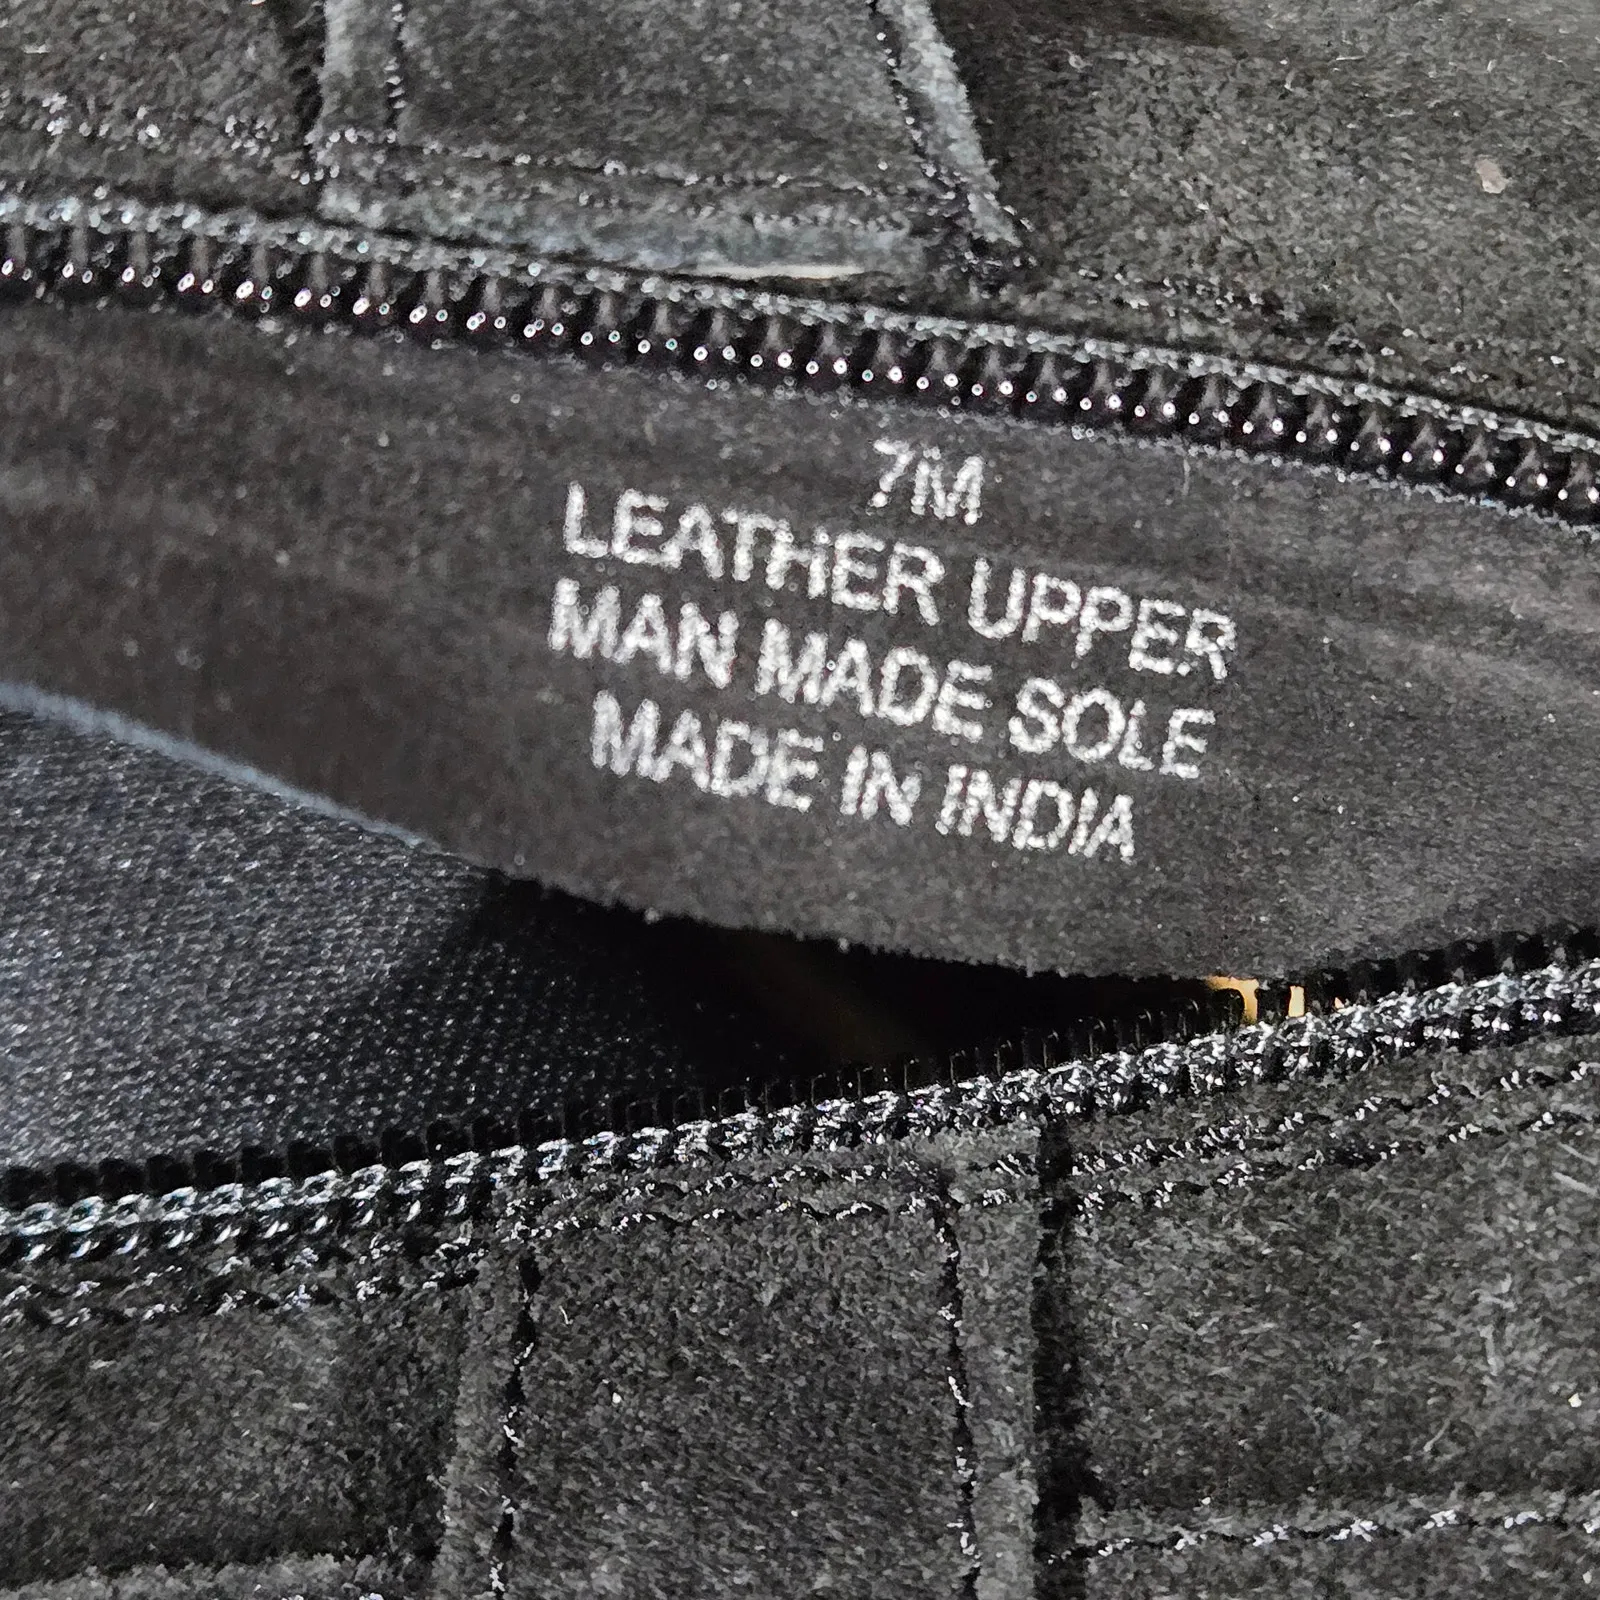 7M
LEATHER UPPER
MAN MADE SOLE
MADE IN INDIA